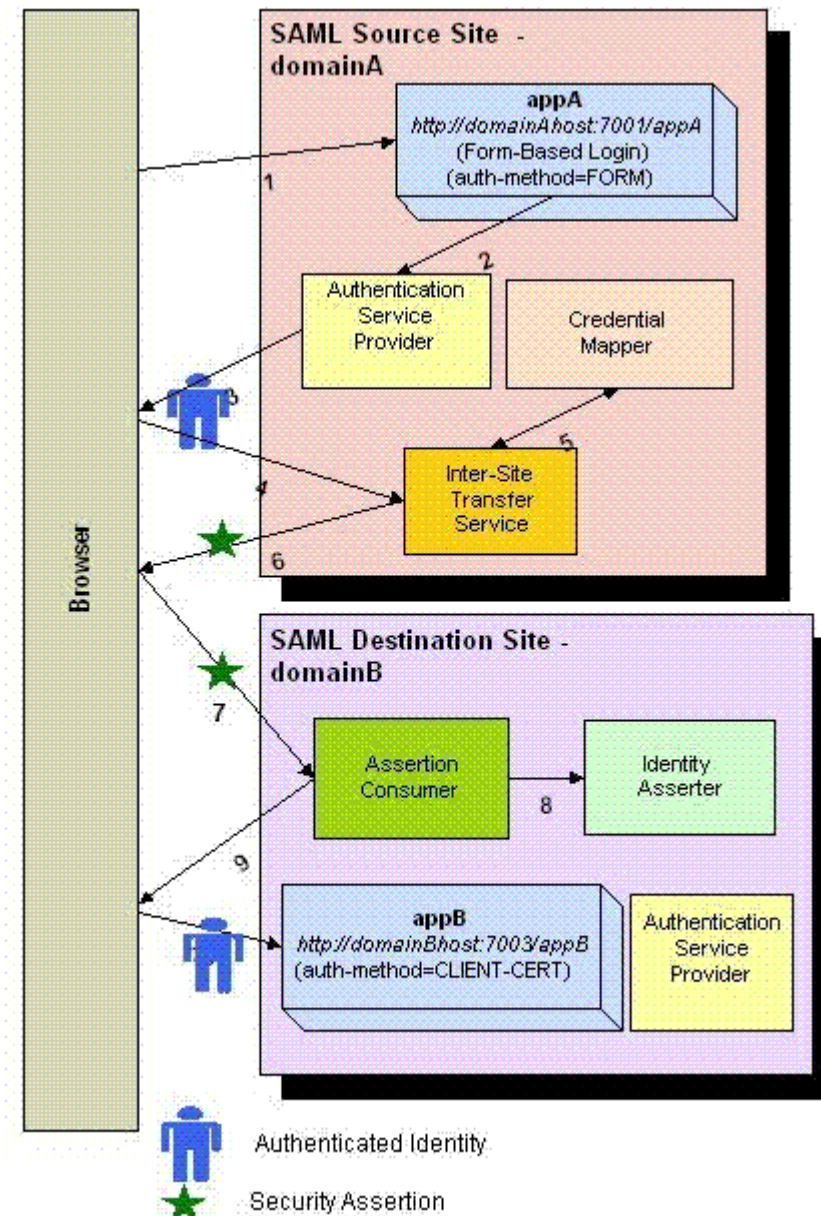 SAML Source Site -
domainA
appA
http://domainAhost:7001/appA
(Form-Based Login)
(auth-method=FORM)
1
2
Authentication
Service
Provider
Credential
Mapper
3
4
5
Inter-Site
Transfer
Service
6
Browser
SAML Destination Site -
domainB
7
Assertion
Consumer
8
Identity
Asserter
9
appB
http://domainBhost:7003/appB
(auth-method=CLIENT-CERT)
Authentication
Service
Provider
Authenticated Identity
Security Assertion